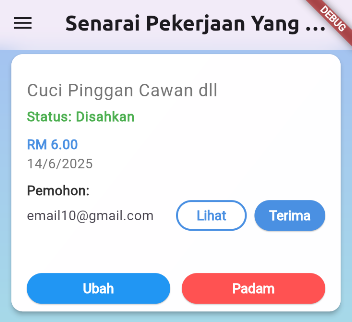 Senarai Pekerjaan Yang ...
DEBUG
Cuci Pinggan Cawan dll
Status: Disahkan
RM 6.00
14/6/2025
Pemohon:
email10@gmail.com Lihat Terima
Ubah Padam